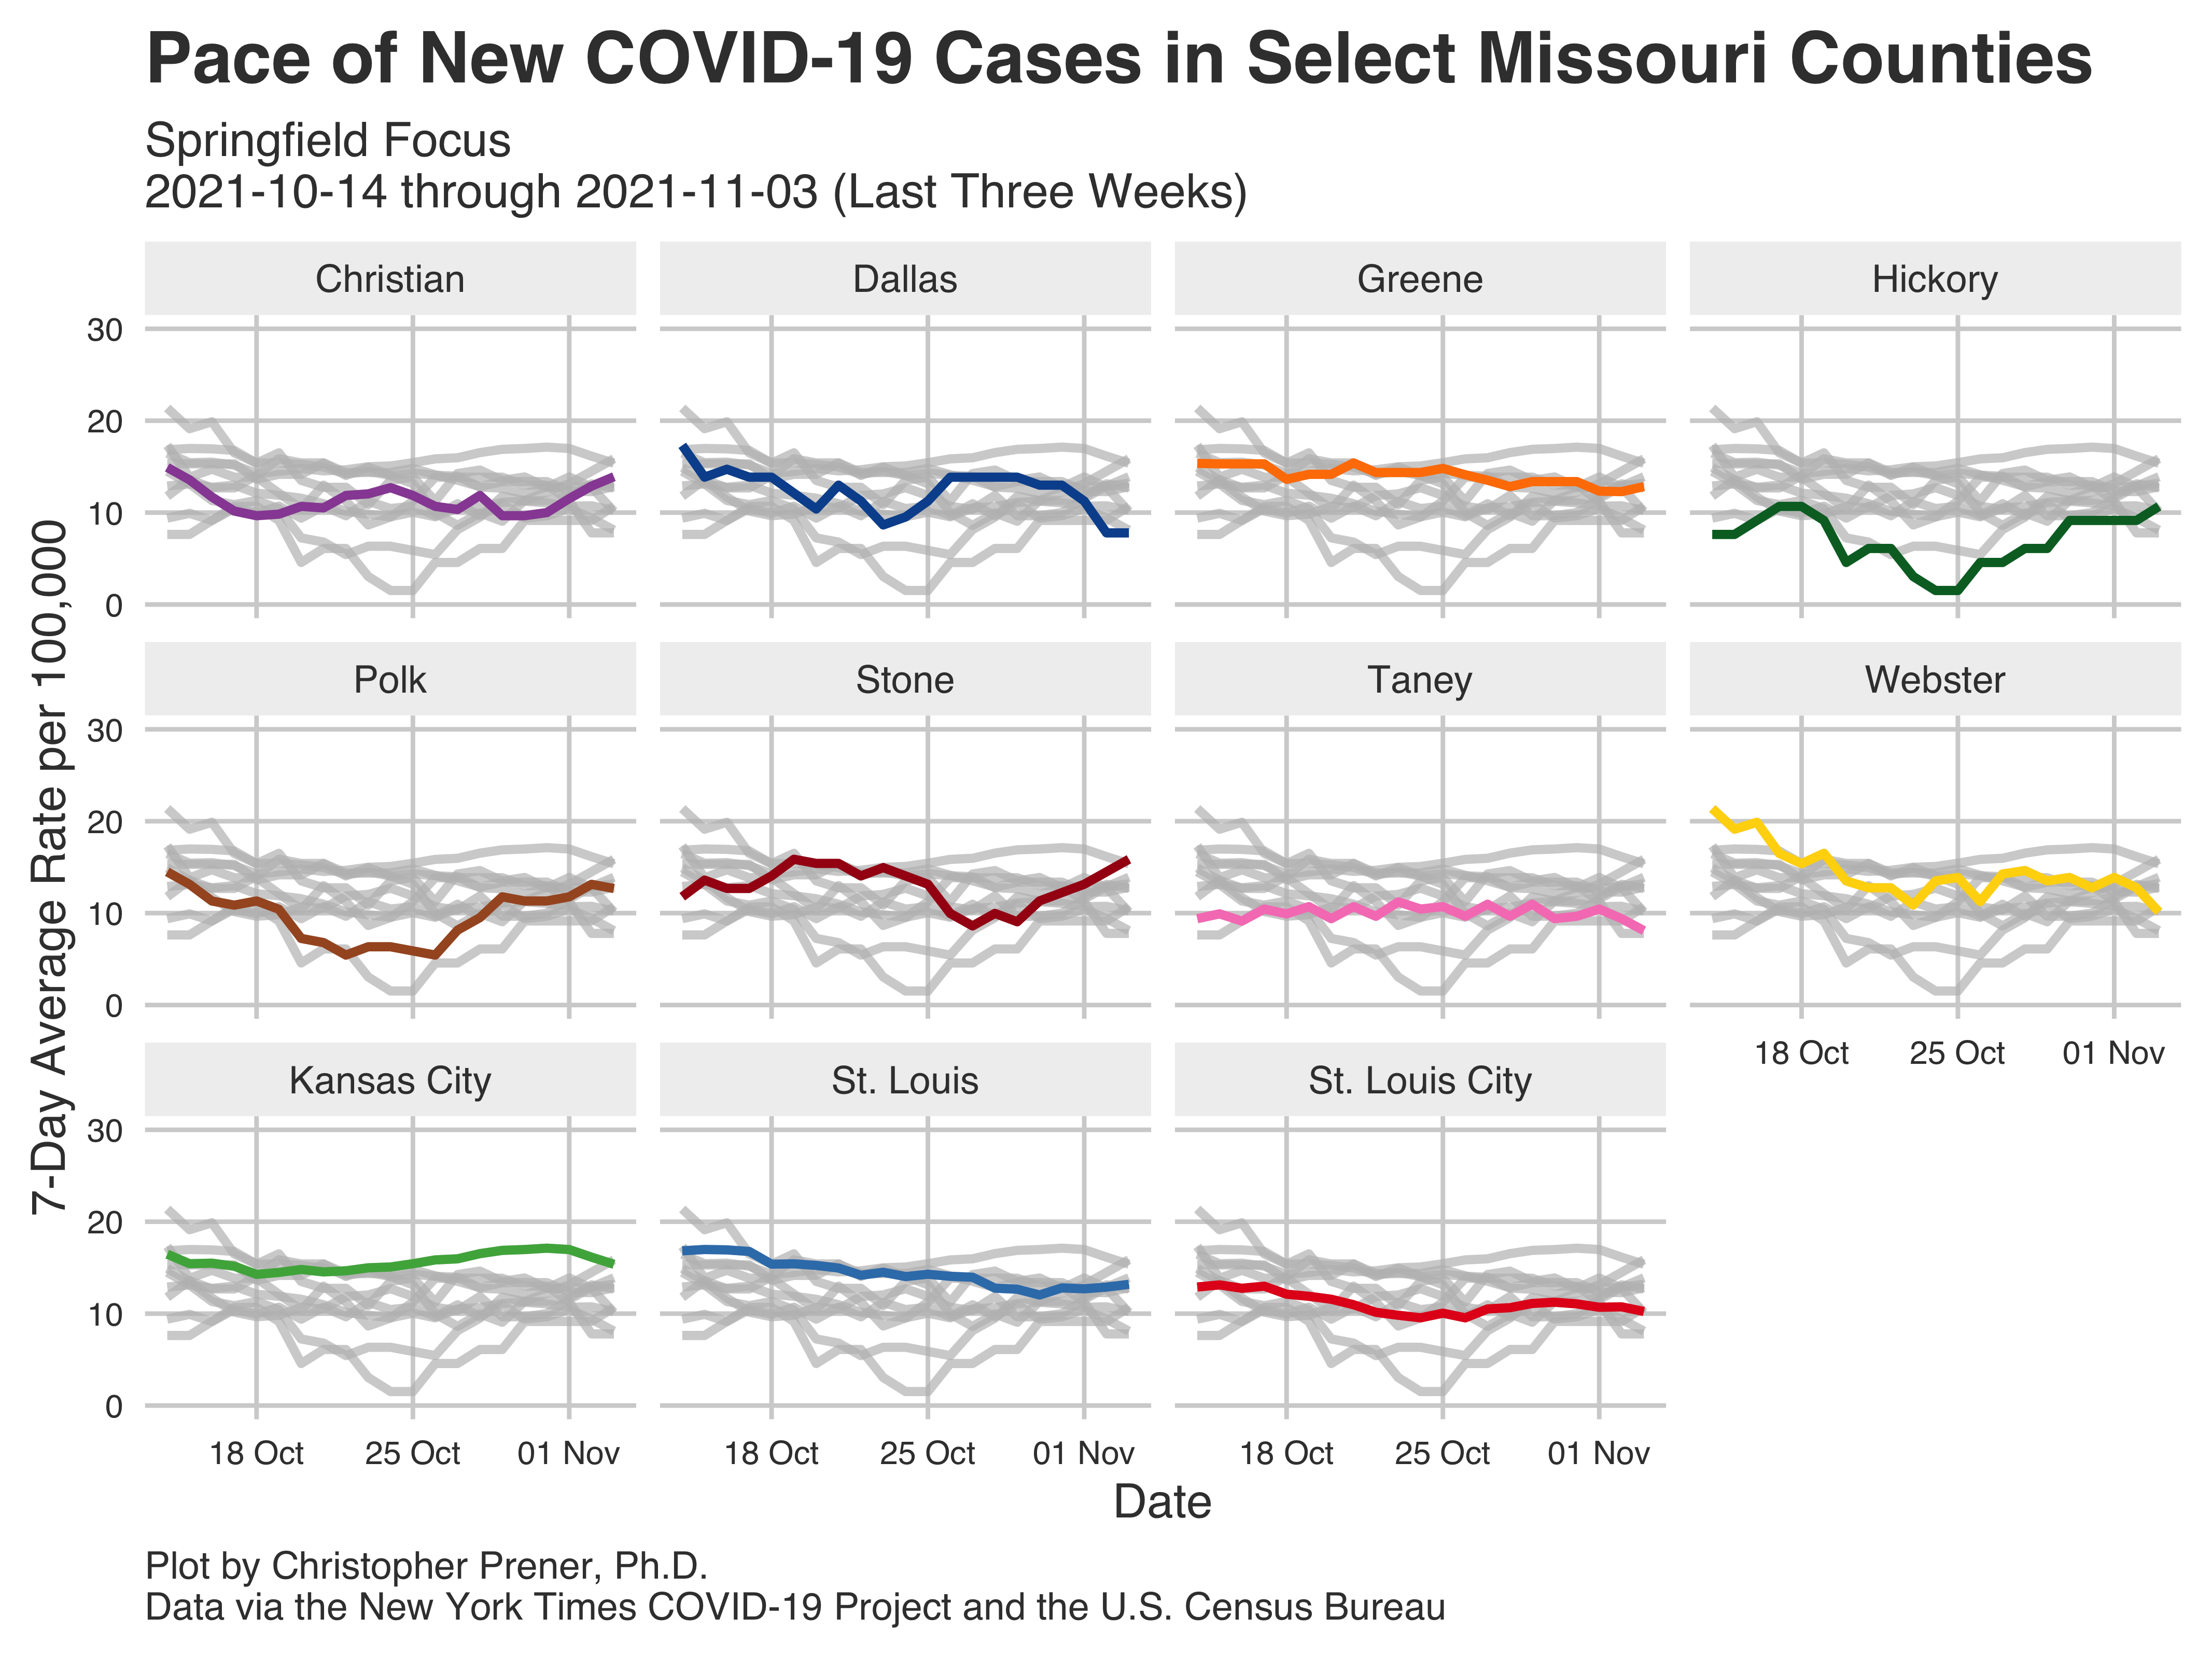 Pace of New COVID-19 Cases in Select Missouri Counties
Springfield Focus
2021-10-14 through 2021-11-03 (Last Three Weeks)
7-Day Average Rate per 100,000
Christian
Dallas
Greene
Hickory
30
20
10
0
Polk
Stone
Taney
Webster
30
20
10
0
18 Oct
25 Oct
01 Nov
Kansas City
St. Louis
St. Louis City
30
20
10
0
18 Oct
25 Oct
01 Nov
18 Oct
25 Oct
01 Nov
18 Oct
25 Oct
01 Nov
Date
Plot by Christopher Prener, Ph.D.
Data via the New York Times COVID-19 Project and the U.S. Census Bureau